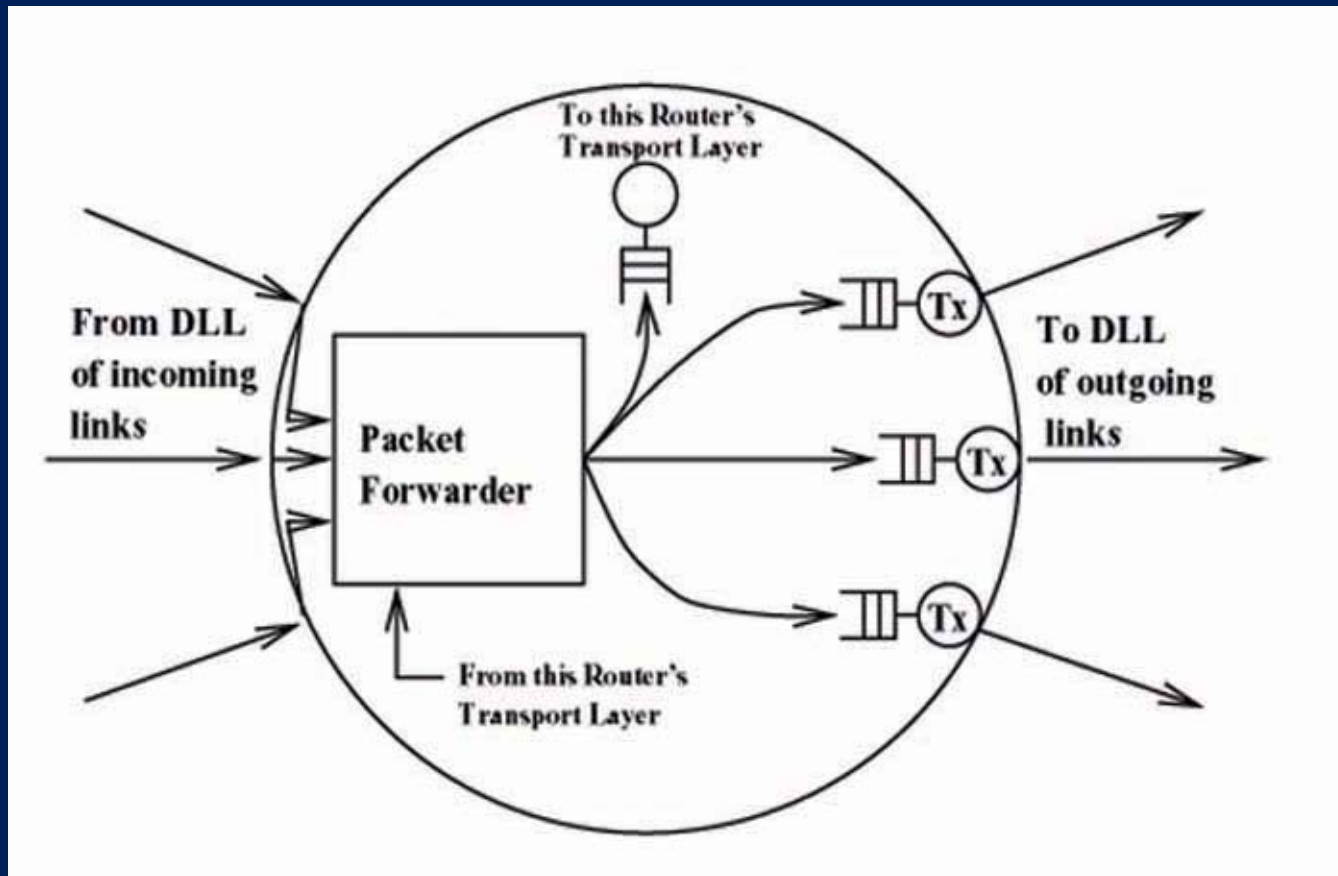 To this Router's
Transport Layer
From DLL
of incoming
links
Packet
Forwarder
Tx
Tx
Tx
To DLL
of outgoing
links
From this Router's
Transport Layer